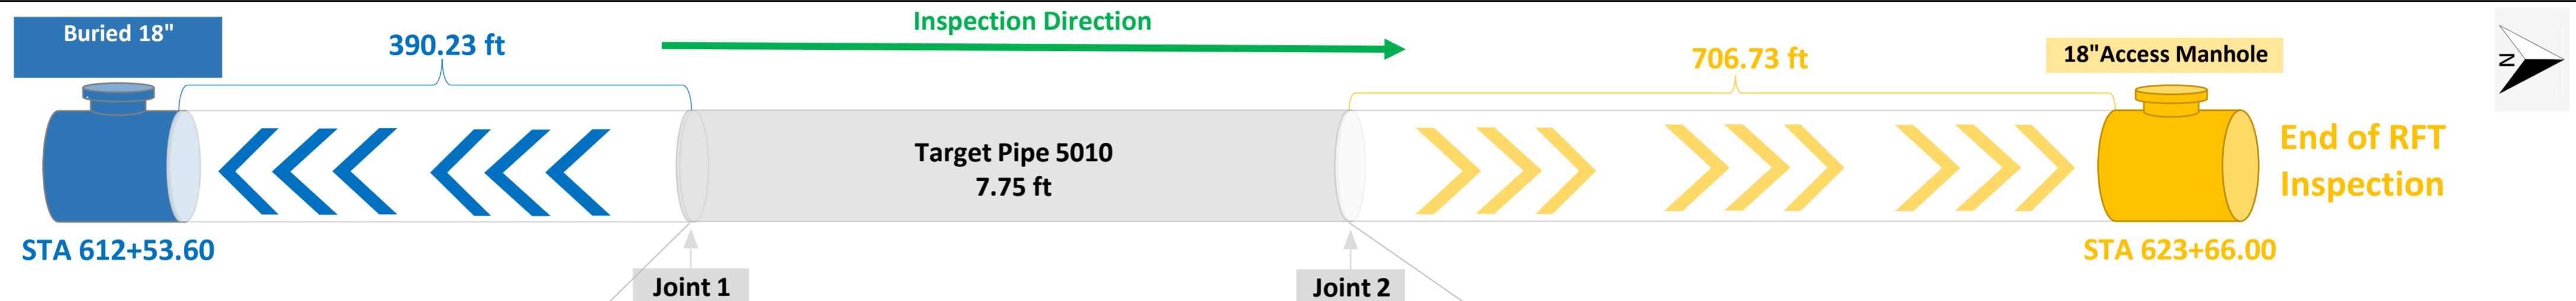 Inspection Direction
Buried 18"
390.23 ft
706.73 ft
18"Access Manhole
N
Target Pipe 5010
7.75 ft
End of RFT
Inspection
STA 612+53.60
STA 623+66.00
Joint 1
Joint 2